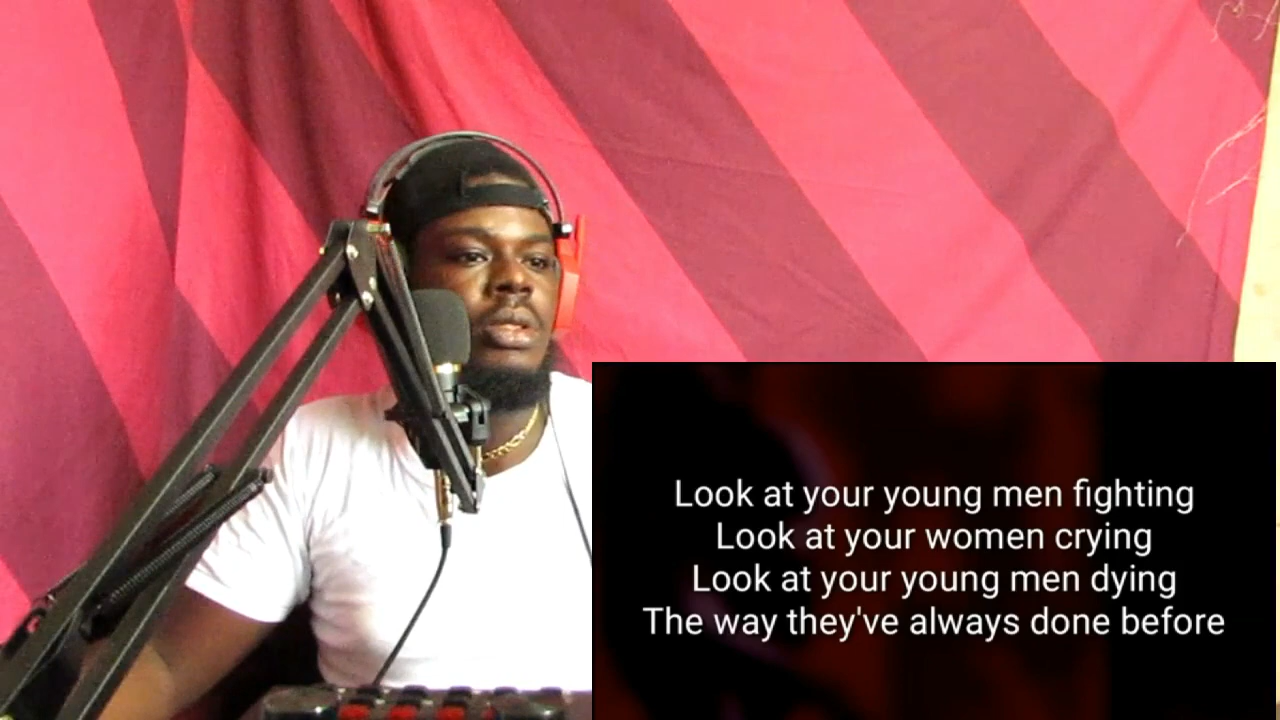 Look at your young men fighting
Look at your women crying
Look at your young men dying
The way they've always done before